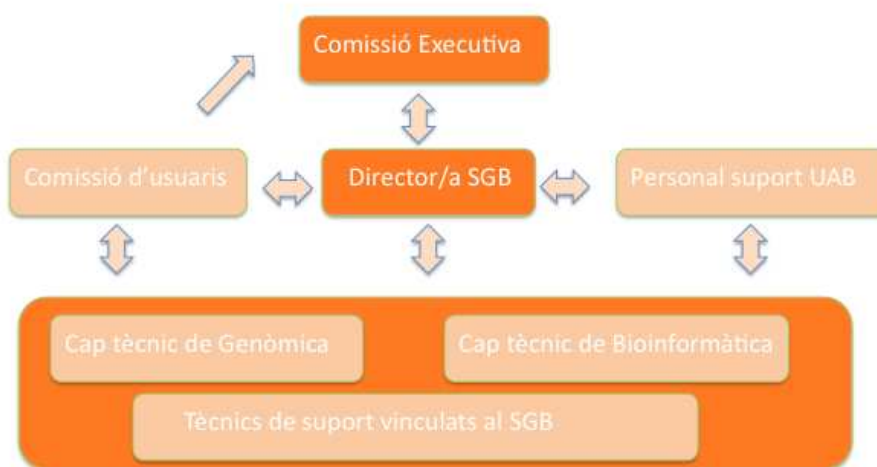 Comissió Executiva
Comissió d'usuaris
Director/a SGB
Personal suport UAB
Cap tècnic de Genòmica
Cap tècnic de Bioinformàtica
Tècnics de suport vinculats al SGB